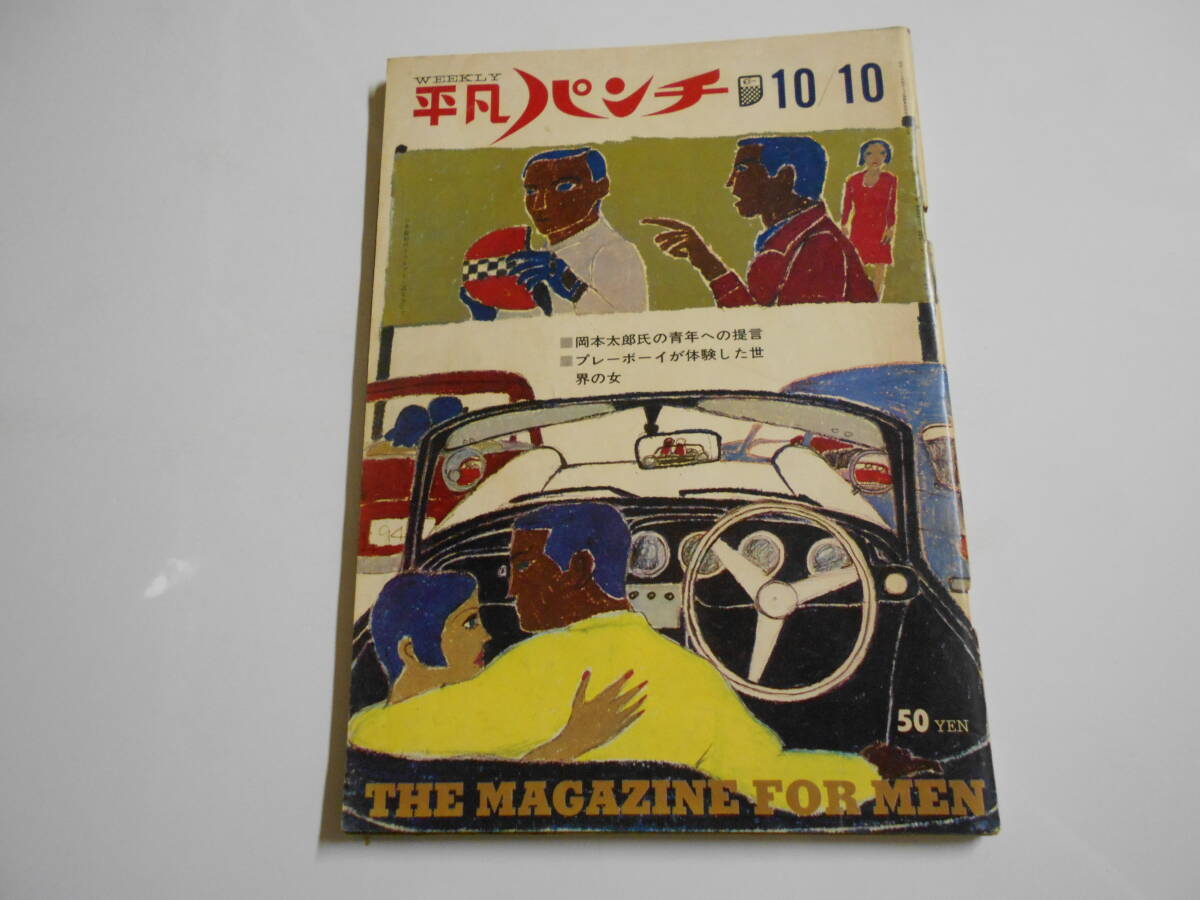 WEEKLY
平凡パンチ 10/10
■岡本太郎氏の青年への提言
■プレーボーイが体験した世
界の女
94
50 YEN
THE MAGAZINE FOR MEN